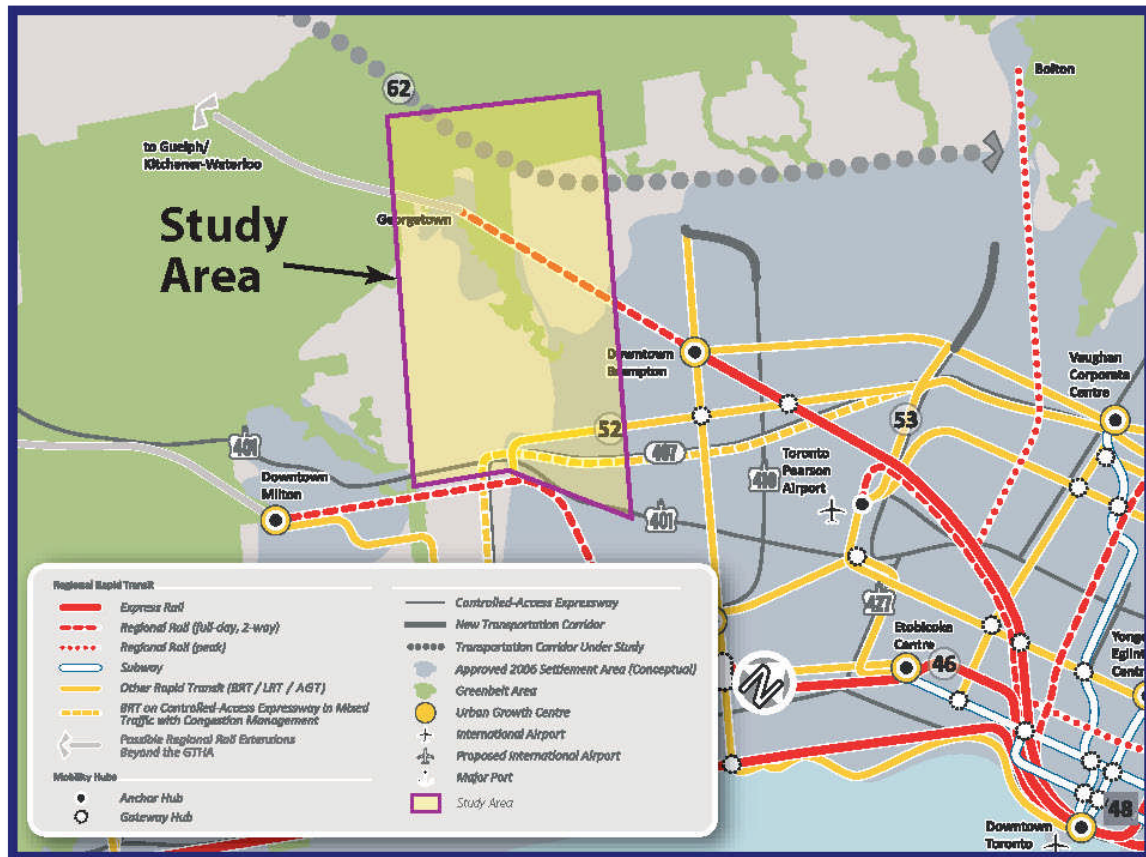 Bolton
62
to Guelph/
Kitchener-Waterloo
Georgetown
Study
Area
Downtown
Brampton
Vaughan
Corporate
Centre
52
53
407
401
410
Toronto
Pearson
Airport
Downtown
Milton
401
427
Etobicoke
Centre
46
Yonge
Eglin
Centr
48
Downtown
Toronto
Regional Rapid Transit
Express Rail
Regional Rail (full-day, 2-way)
Regional Rail (peak)
Subway
Other Rapid Transit (BRT / LRT / AGT)
BRT on Controlled-Access Expressway in Mixed
Traffic with Congestion Management
Possible Regional Rail Extensions
Beyond the GTHA
Mobility Hubs
Anchor Hub
Gateway Hub
Controlled-Access Expressway
New Transportation Corridor
Transportation Corridor Under Study
Approved 2006 Settlement Area (Conceptual)
Greenbelt Area
Urban Growth Centre
International Airport
Proposed International Airport
Major Port
Study Area
N